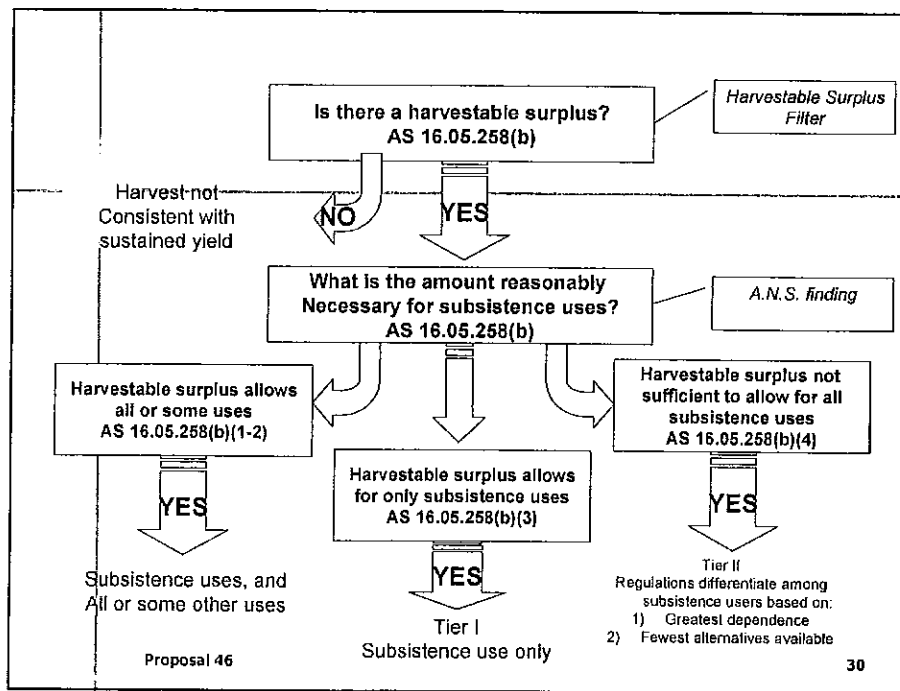 Is there a harvestable surplus?
AS 16.05.258(b)
Harvestable Surplus
Filter
Harvest not
Consistent with
sustained yield
NO
YES
What is the amount reasonably
Necessary for subsistence uses?
AS 16.05.258(b)
A.N.S. finding
Harvestable surplus allows
all or some uses
AS 16.05.258(b)(1-2)
Harvestable surplus allows
for only subsistence uses
AS 16.05.258(b)(3)
Harvestable surplus not
sufficient to allow for all
subsistence uses
AS 16.05.258(b)(4)
YES
YES
YES
Subsistence uses, and
All or some other uses
Tier I
Subsistence use only
Tier II
Regulations differentiate among
subsistence users based on:
1) Greatest dependence
2) Fewest alternatives available
Proposal 46
30